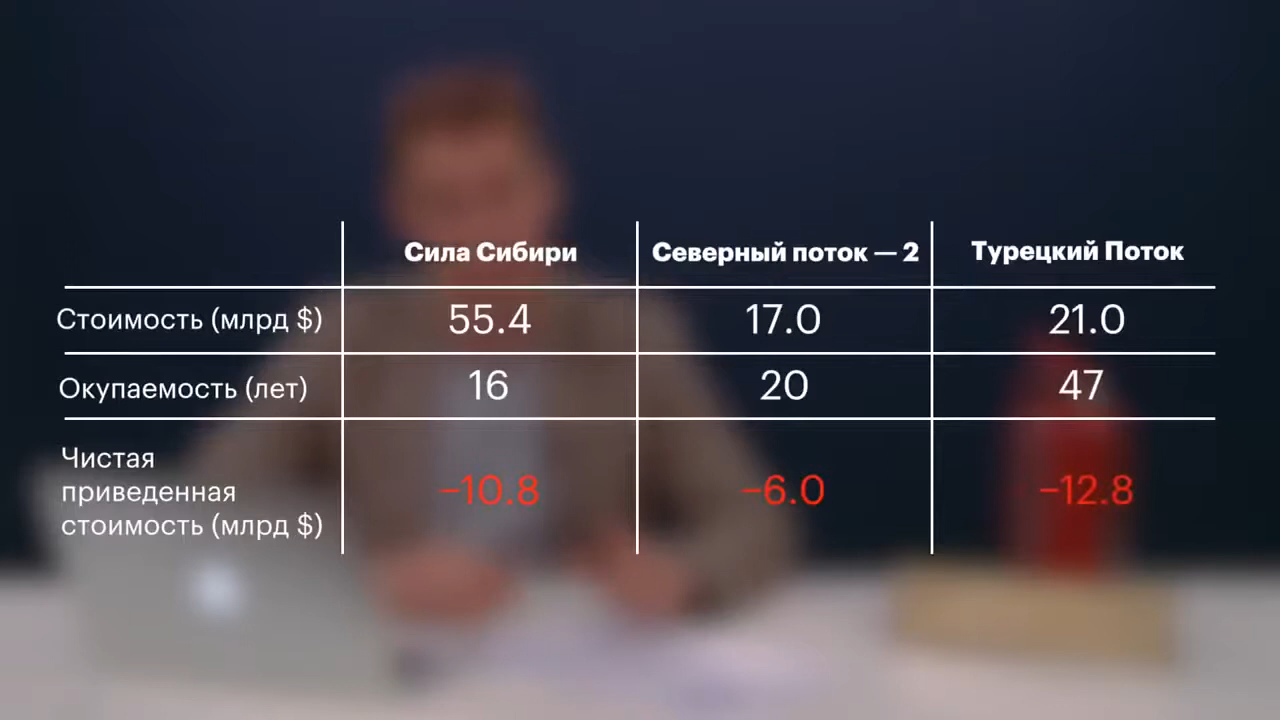 Сила Сибири Северный поток — 2 Турецкий Поток
Стоимость (млрд $) 55.4 17.0 21.0
Окупаемость (лет) 16 20 47
Чистая
приведенная
стоимость (млрд $) –10.8 –6.0 –12.8